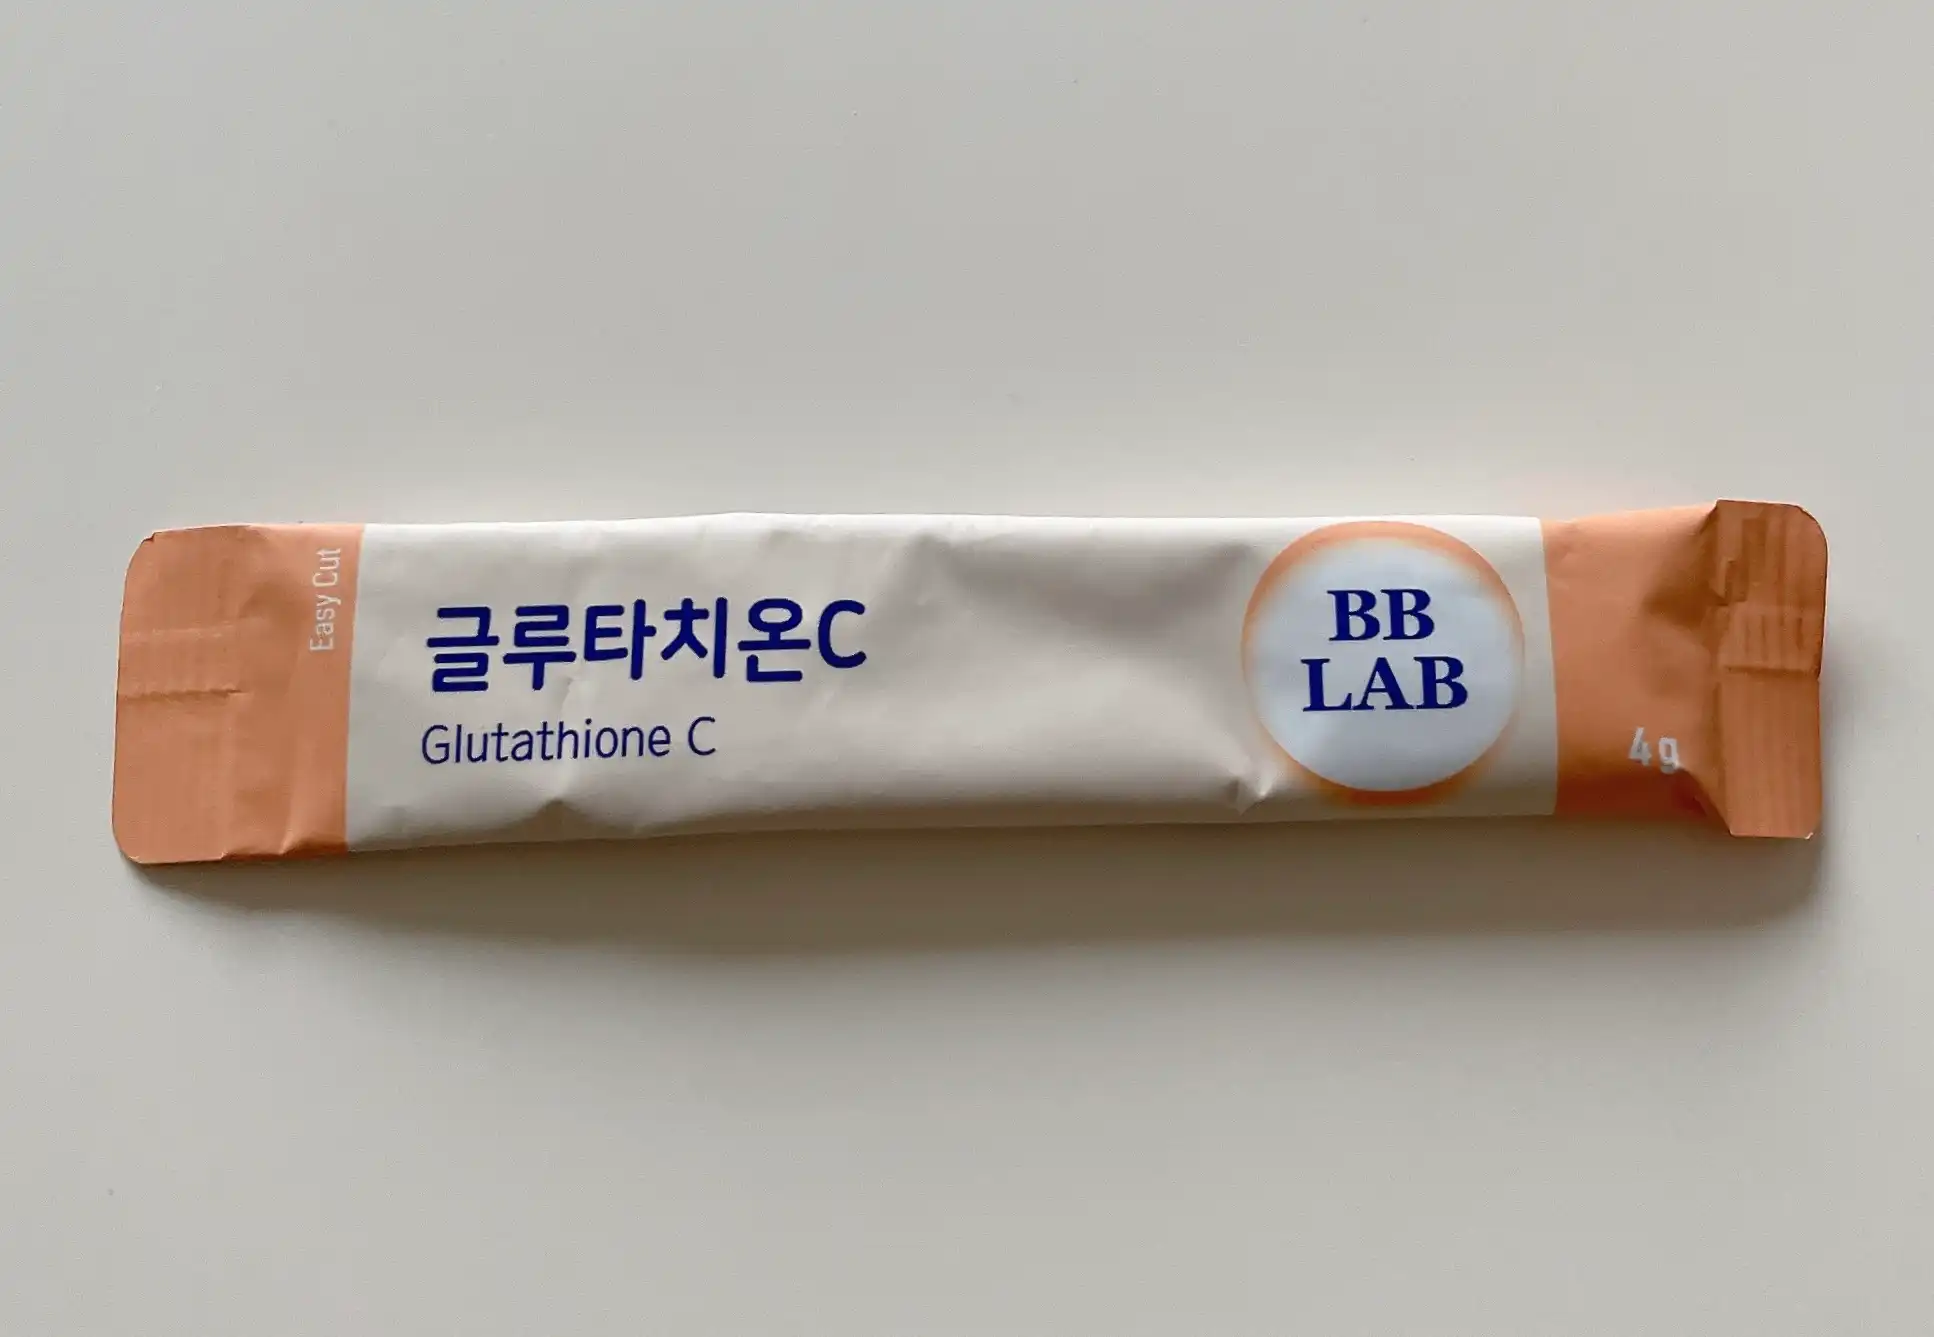 Easy Cut
글루타치온C
Glutathione C
BB
LAB
4g